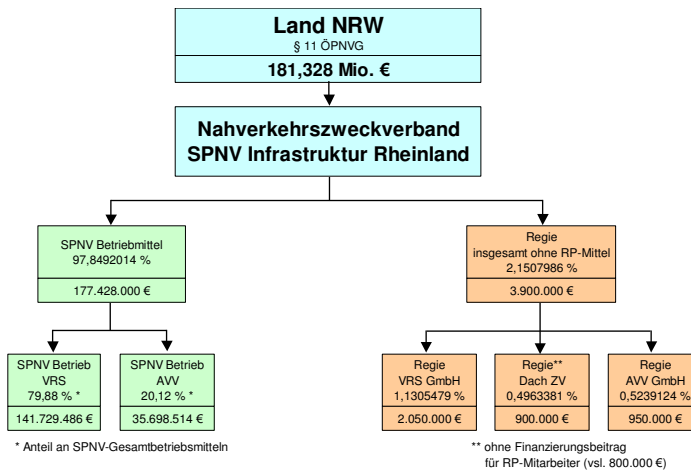 Land NRW
§ 11 ÖPNVG
181,328 Mio. €
Nahverkehrszweckverband
SPNV Infrastruktur Rheinland
SPNV Betriebmittel
97,8492014 %
177.428.000 €
Regie
insgesamt ohne RP-Mittel
2,1507986 %
3.900.000 €
SPNV Betrieb
VRS
79,88 % *
141.729.486 €
SPNV Betrieb
AVV
20,12 % *
35.698.514 €
Regie
VRS GmbH
1,1305479 %
2.050.000 €
Regie**
Dach ZV
0,4963381 %
900.000 €
Regie
AVV GmbH
0,5239124 %
950.000 €
* Anteil an SPNV-Gesamtbetriebsmitteln
** ohne Finanzierungsbeitrag
für RP-Mitarbeiter (vsl. 800.000 €)